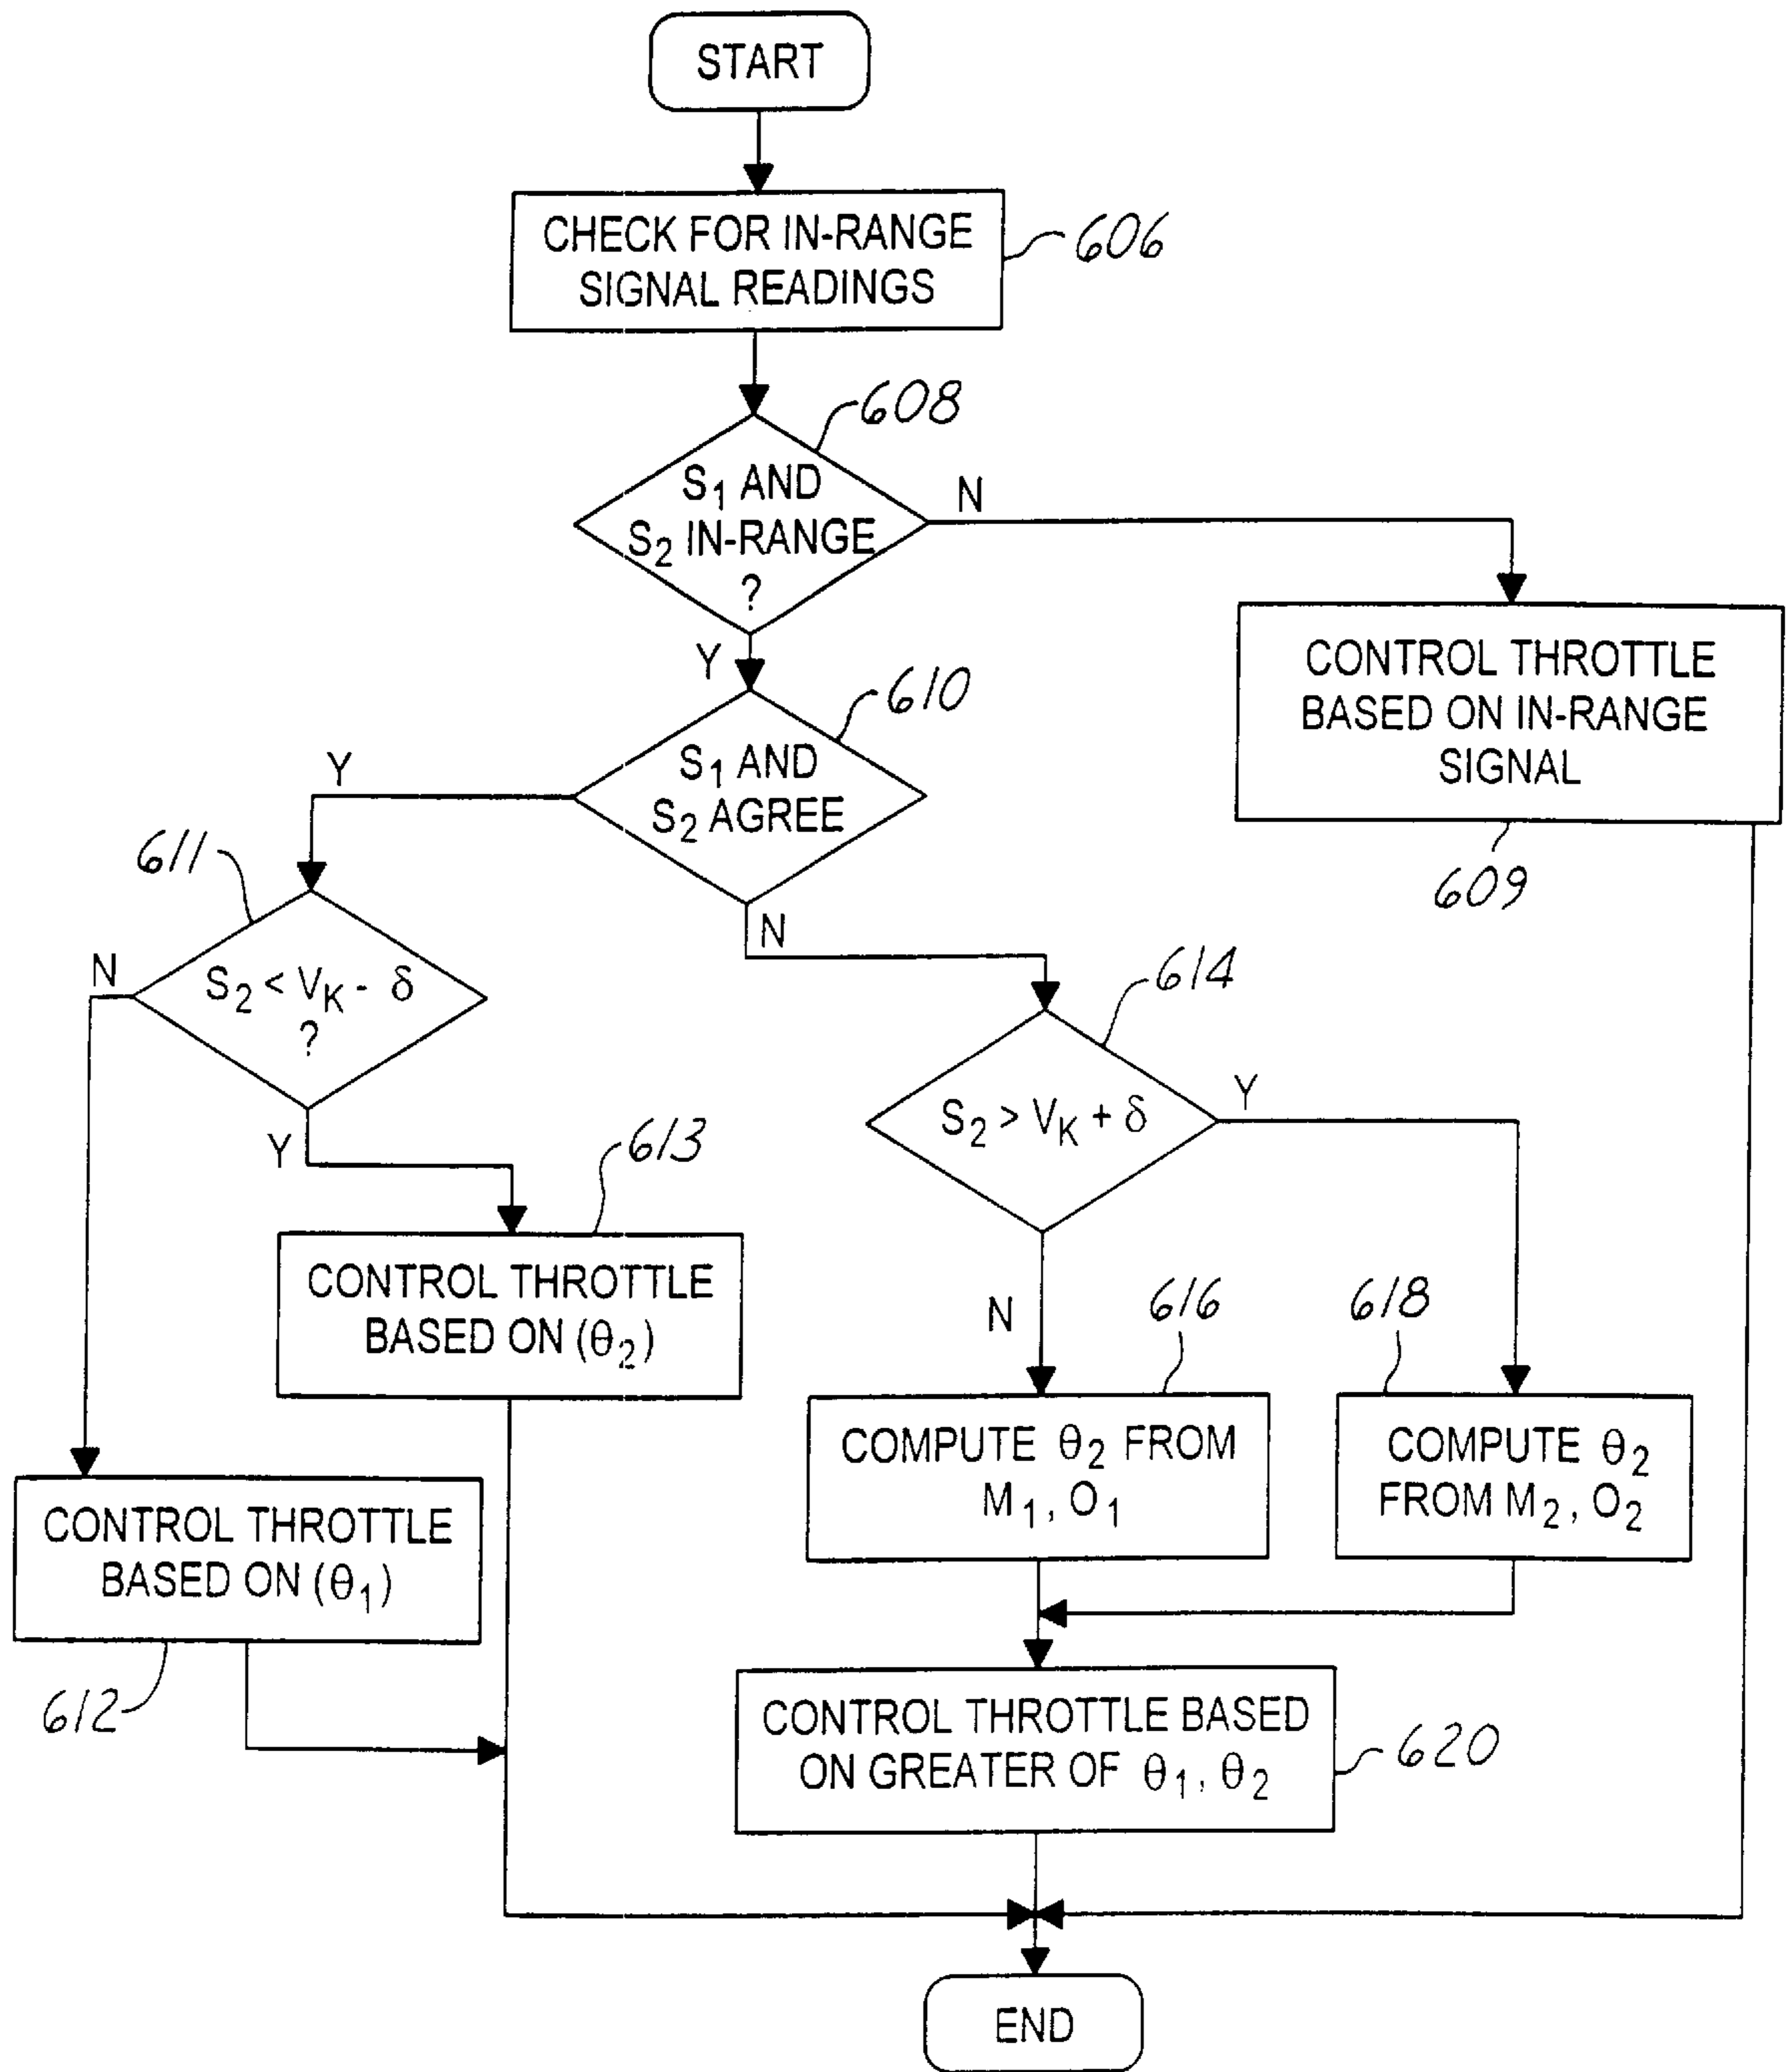 START
CHECK FOR IN-RANGE
SIGNAL READINGS
606
608
S₁ AND
S₂ IN-RANGE
?
N
Y
CONTROL THROTTLE
BASED ON IN-RANGE
SIGNAL
609
610
S₁ AND
S₂ AGREE
Y
N
611
S₂ < V_K - δ
?
N
Y
614
S₂ > V_K + δ
Y
N
613
CONTROL THROTTLE
BASED ON (θ₂)
616
COMPUTE θ₂ FROM
M₁, O₁
618
COMPUTE θ₂
FROM M₂, O₂
CONTROL THROTTLE
BASED ON (θ₁)
612
CONTROL THROTTLE BASED
ON GREATER OF θ₁, θ₂
620
END